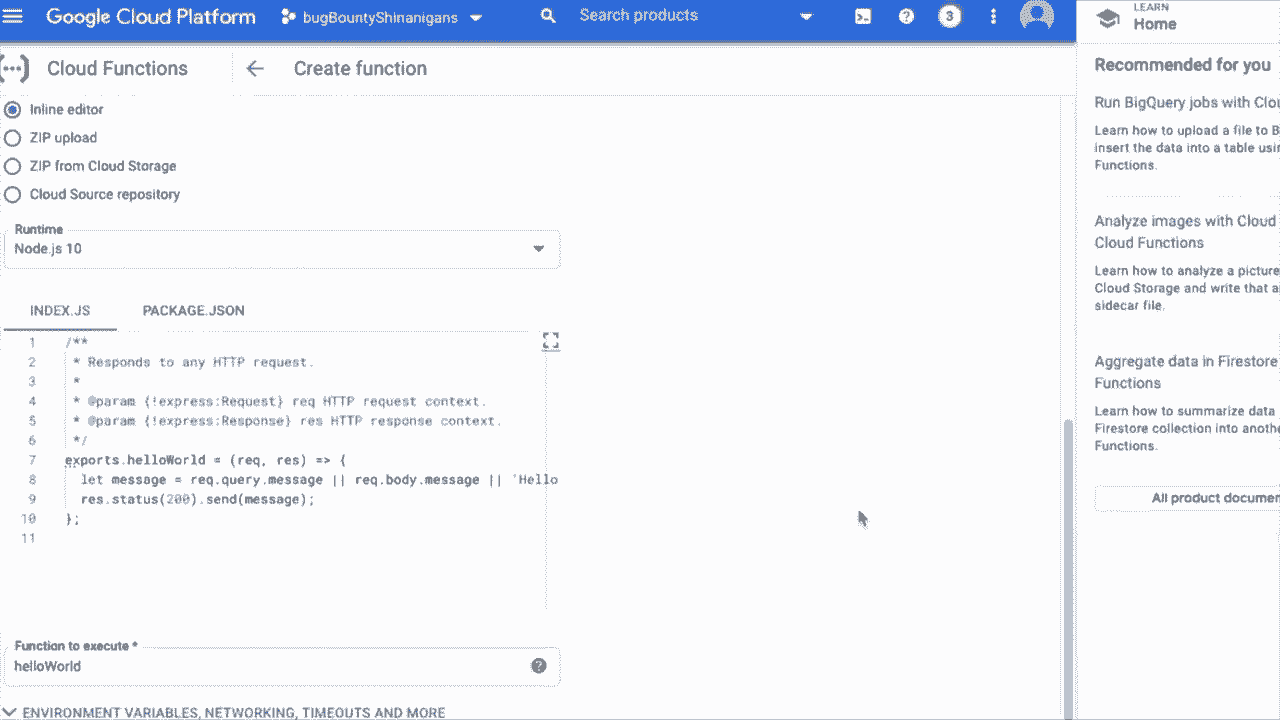 Google Cloud Platform
bugBountyShinanigans
Search products
3
LEARN
Home
Cloud Functions
Create function
Inline editor
ZIP upload
ZIP from Cloud Storage
Cloud Source repository
Runtime
Node.js 10
INDEX.JS
PACKAGE.JSON
1 /**
2 * Responds to any HTTP request.
3 *
4 * @param {!express:Request} req HTTP request context.
5 * @param {!express:Response} res HTTP response context.
6 */
7 exports.helloWorld = (req, res) => {
8 let message = req.query.message || req.body.message || 'Hello
9 res.status(200).send(message);
10 };
11
Function to execute *
helloWorld
ENVIRONMENT VARIABLES, NETWORKING, TIMEOUTS AND MORE
Recommended for you
Run BigQuery jobs with Clou
Learn how to upload a file to B
insert the data into a table usin
Functions.
Analyze images with Cloud
Cloud Functions
Learn how to analyze a picture
Cloud Storage and write that a
sidecar file.
Aggregate data in Firestore
Functions
Learn how to summarize data
Firestore collection into anothe
Functions.
All product documen